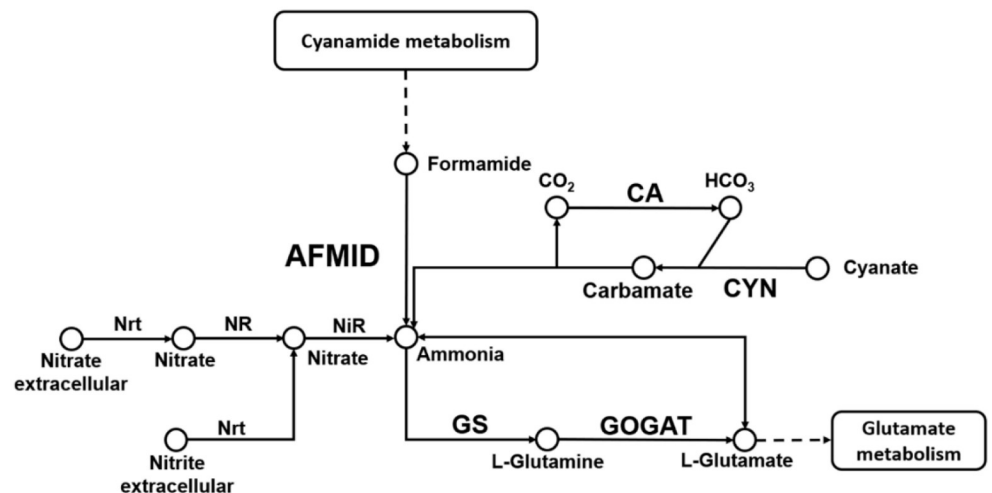 Cyanamide metabolism
Formamide
CO₂
CA
HCO₃
AFMID
Carbamate
CYN
Cyanate
Nrt
NR
NiR
Nitrate
extracellular
Nitrate
Nitrate
Ammonia
Nrt
GS
GOGAT
Nitrite
extracellular
L-Glutamine
L-Glutamate
Glutamate
metabolism